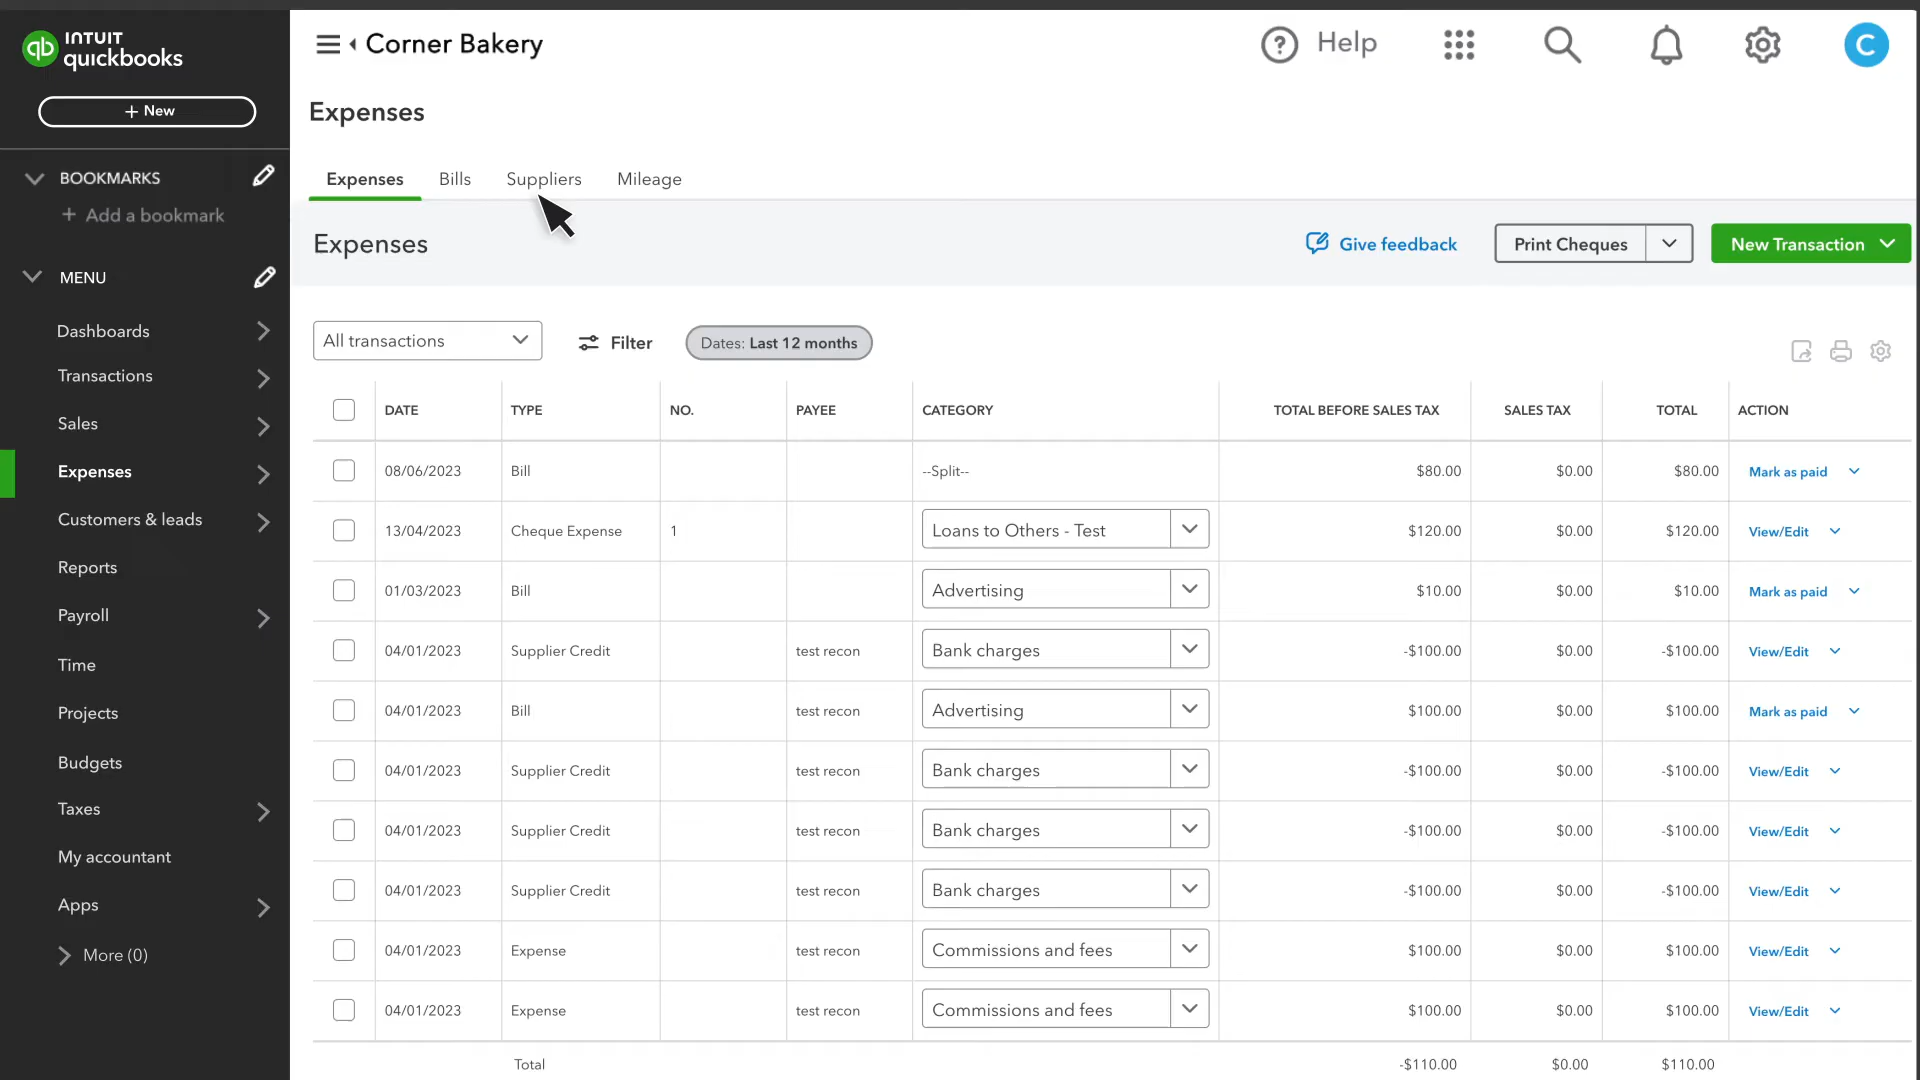 INTUIT
quickbooks
+ New
BOOKMARKS
+ Add a bookmark
MENU
Dashboards
Transactions
Sales
Expenses
Customers & leads
Reports
Payroll
Time
Projects
Budgets
Taxes
My accountant
Apps
More (0)
Corner Bakery
? Help
C
Expenses
Expenses Bills Suppliers Mileage
Expenses
Give feedback
Print Cheques
New Transaction
All transactions
Filter
Dates: Last 12 months
DATE TYPE NO. PAYEE CATEGORY TOTAL BEFORE SALES TAX SALES TAX TOTAL ACTION
08/06/2023 Bill --Split-- $80.00 $0.00 $80.00 Mark as paid
13/04/2023 Cheque Expense 1 Loans to Others - Test $120.00 $0.00 $120.00 View/Edit
01/03/2023 Bill Advertising $10.00 $0.00 $10.00 Mark as paid
04/01/2023 Supplier Credit test recon Bank charges -$100.00 $0.00 -$100.00 View/Edit
04/01/2023 Bill test recon Advertising $100.00 $0.00 $100.00 Mark as paid
04/01/2023 Supplier Credit test recon Bank charges -$100.00 $0.00 -$100.00 View/Edit
04/01/2023 Supplier Credit test recon Bank charges -$100.00 $0.00 -$100.00 View/Edit
04/01/2023 Supplier Credit test recon Bank charges -$100.00 $0.00 -$100.00 View/Edit
04/01/2023 Expense test recon Commissions and fees $100.00 $0.00 $100.00 View/Edit
04/01/2023 Expense test recon Commissions and fees $100.00 $0.00 $100.00 View/Edit
Total -$110.00 $0.00 $110.00